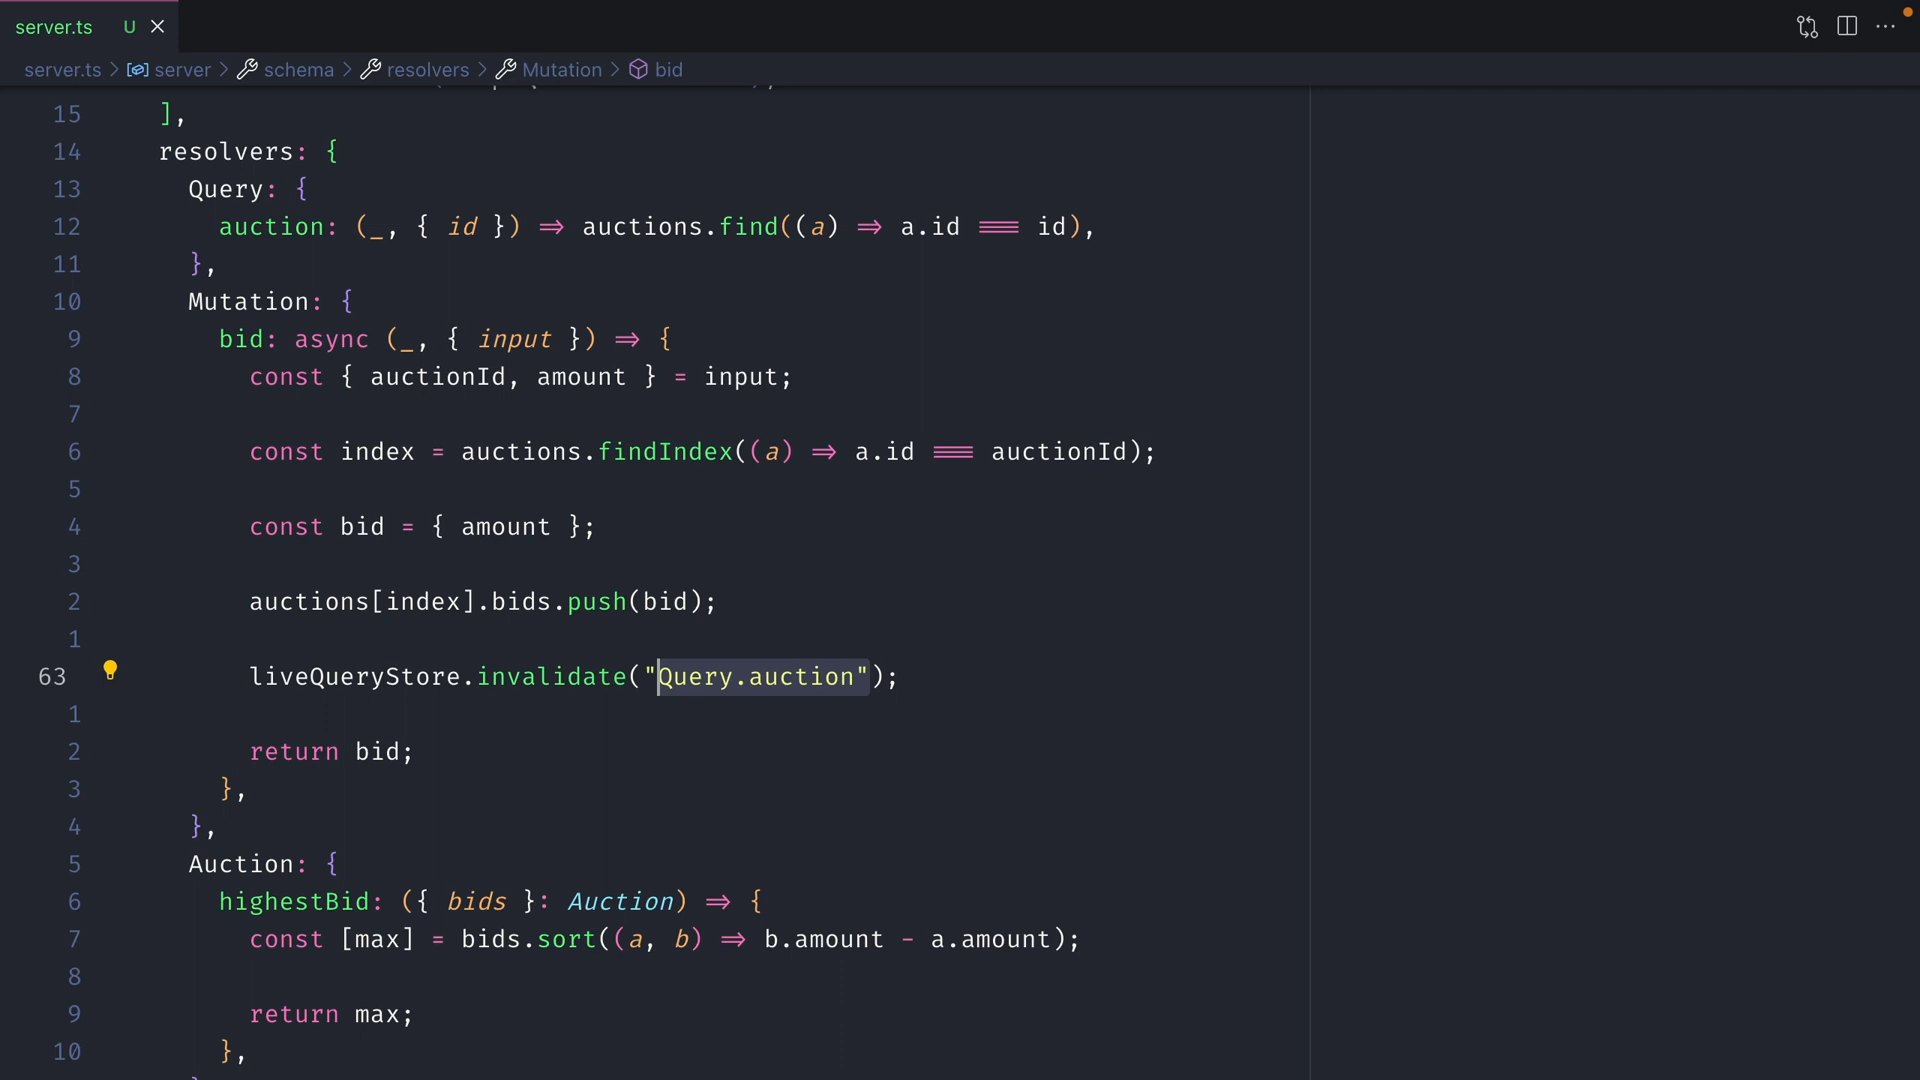 server.ts U
server.ts > server > schema > resolvers > Mutation > bid
15 ],
14 resolvers: {
13 Query: {
12 auction: (_, { id }) => auctions.find((a) => a.id === id),
11 },
10 Mutation: {
9 bid: async (_, { input }) => {
8 const { auctionId, amount } = input;
7
6 const index = auctions.findIndex((a) => a.id === auctionId);
5
4 const bid = { amount };
3
2 auctions[index].bids.push(bid);
1
63 liveQueryStore.invalidate("Query.auction");
1
2 return bid;
3 },
4 },
5 Auction: {
6 highestBid: ({ bids }: Auction) => {
7 const [max] = bids.sort((a, b) => b.amount - a.amount);
8
9 return max;
10 },